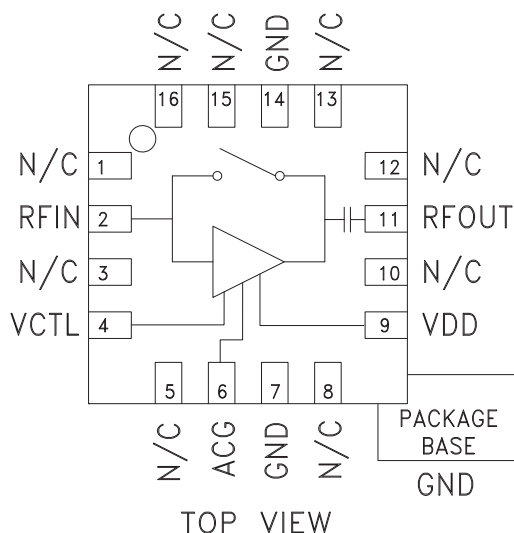 N/C N/C GND N/C
16 15 14 13
N/C 1 12 N/C
RFIN 2 11 RFOUT
N/C 3 10 N/C
VCTL 4 9 VDD
5 6 7 8
N/C ACG GND N/C
PACKAGE
BASE
GND
TOP VIEW